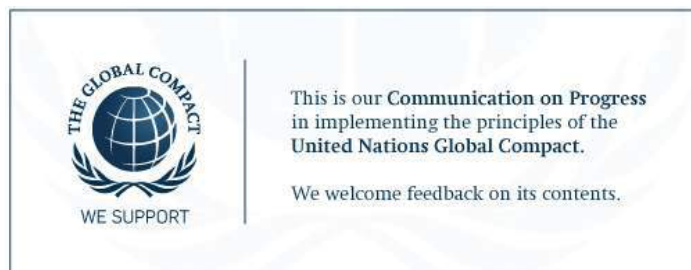 THE GLOBAL COMPACT
WE SUPPORT
This is our Communication on Progress
in implementing the principles of the
United Nations Global Compact.
We welcome feedback on its contents.